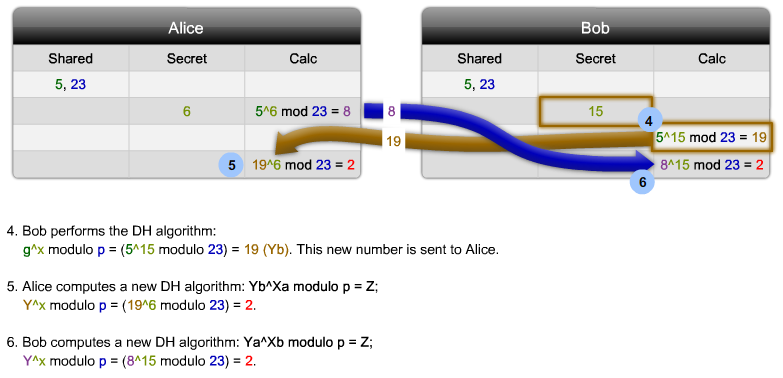 Alice
Bob
Shared Secret Calc
Shared Secret Calc
5, 23
5, 23
6 5^6 mod 23 = 8
8
15
4
19
5^15 mod 23 = 19
5
19^6 mod 23 = 2
8^15 mod 23 = 2
6
4. Bob performs the DH algorithm:
g^x modulo p = (5^15 modulo 23) = 19 (Yb). This new number is sent to Alice.
5. Alice computes a new DH algorithm: Yb^Xa modulo p = Z;
Y^x modulo p = (19^6 modulo 23) = 2.
6. Bob computes a new DH algorithm: Ya^Xb modulo p = Z;
Y^x modulo p = (8^15 modulo 23) = 2.